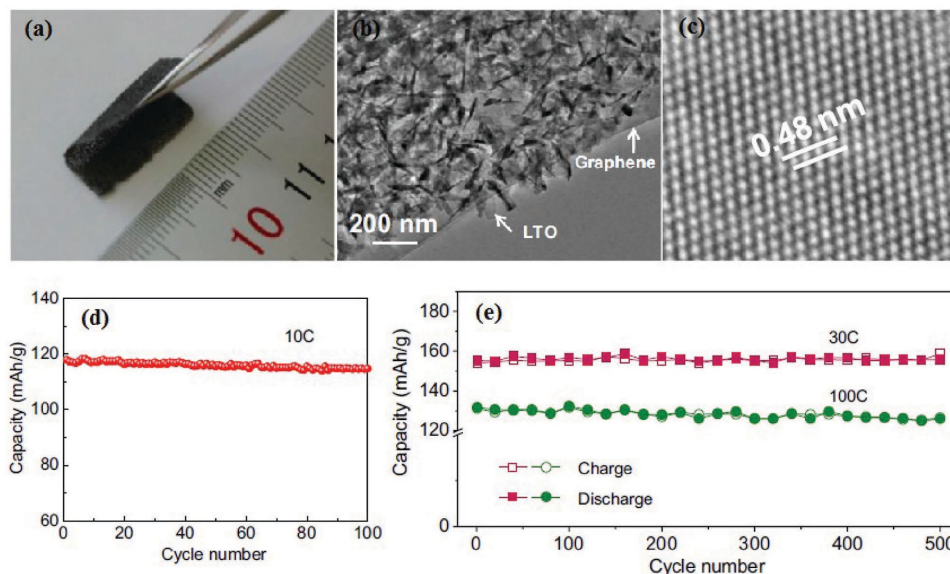 (a)
mm
10
11
(b)
Graphene
200 nm
LTO
(c)
0.48 nm
(d)
10C
Capacity (mAh/g)
140
120
100
80
60
0 20 40 60 80 100
Cycle number
(e)
30C
100C
Capacity (mAh/g)
180
160
140
120
0
Charge
Discharge
0 100 200 300 400 500
Cycle number